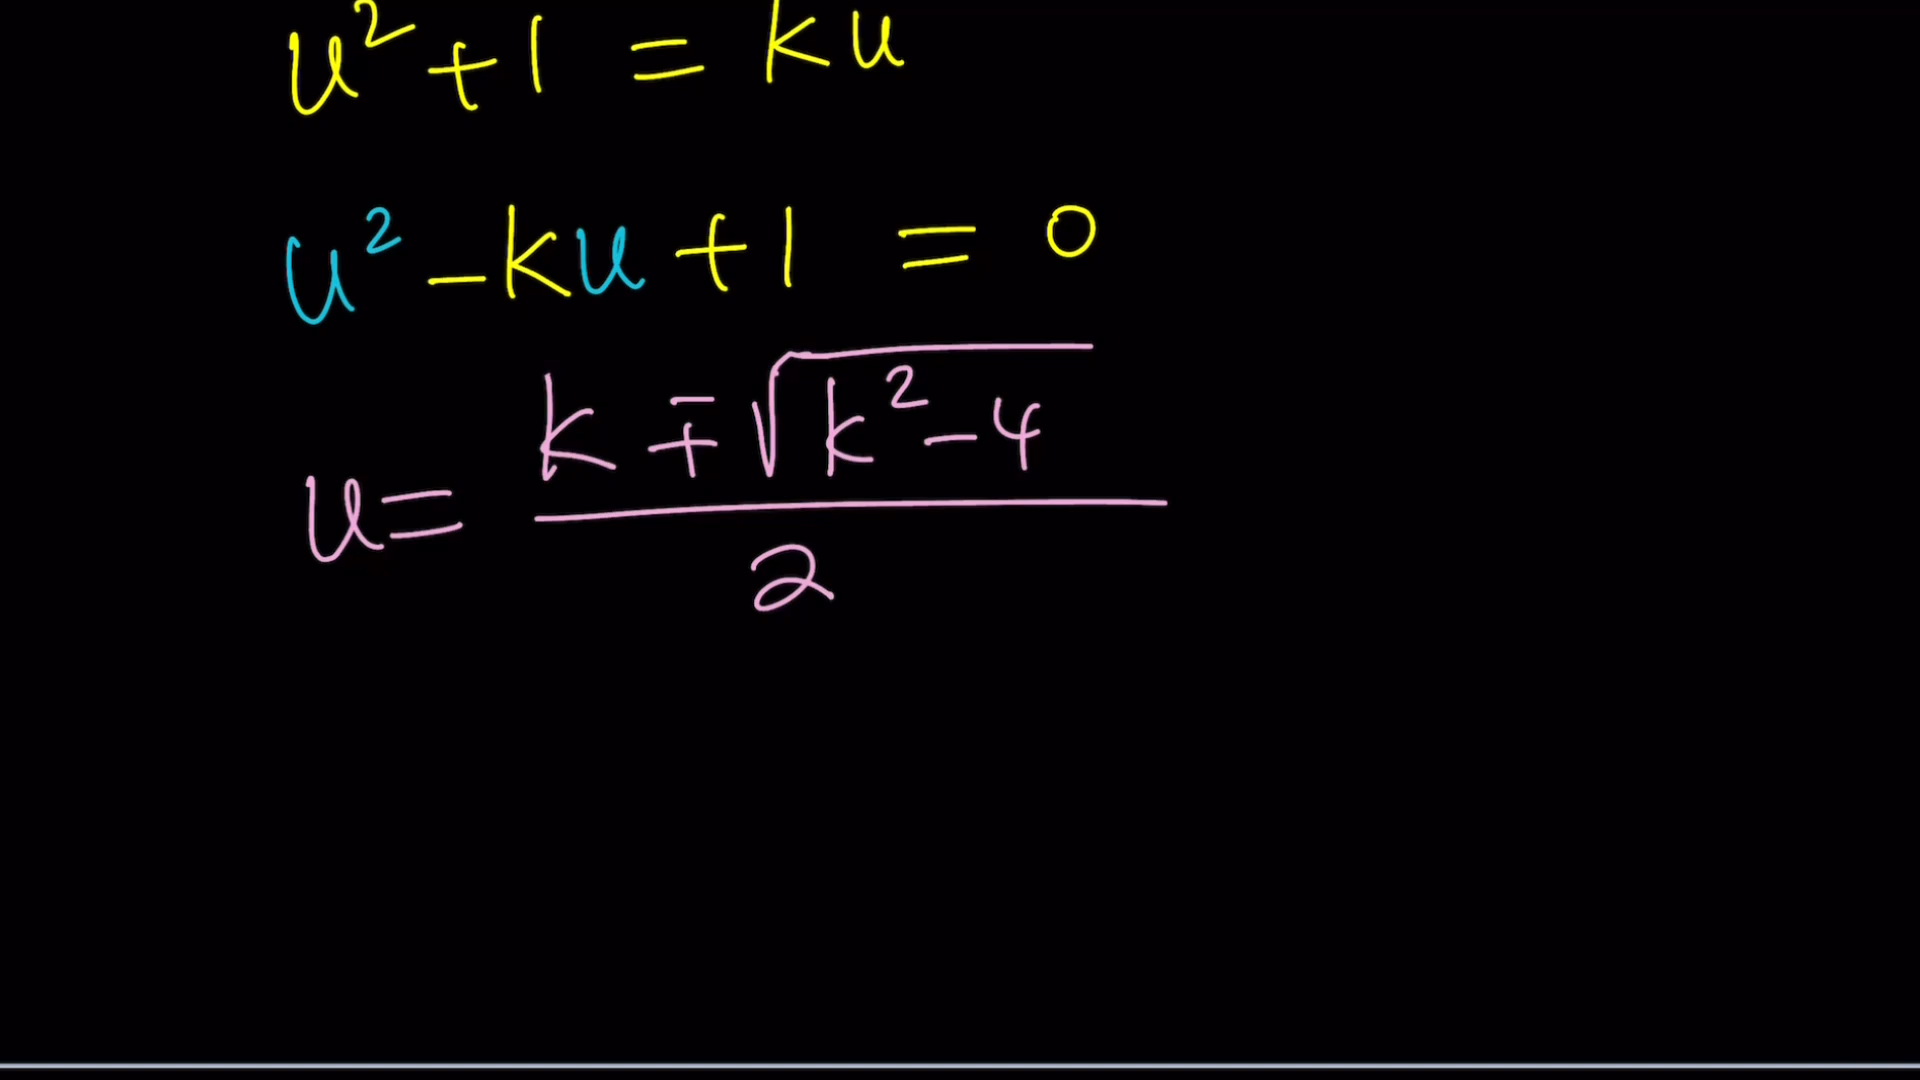 u² + 1 = ku
u² - ku + 1 = 0
u = (k ∓ √(k² - 4)) / 2